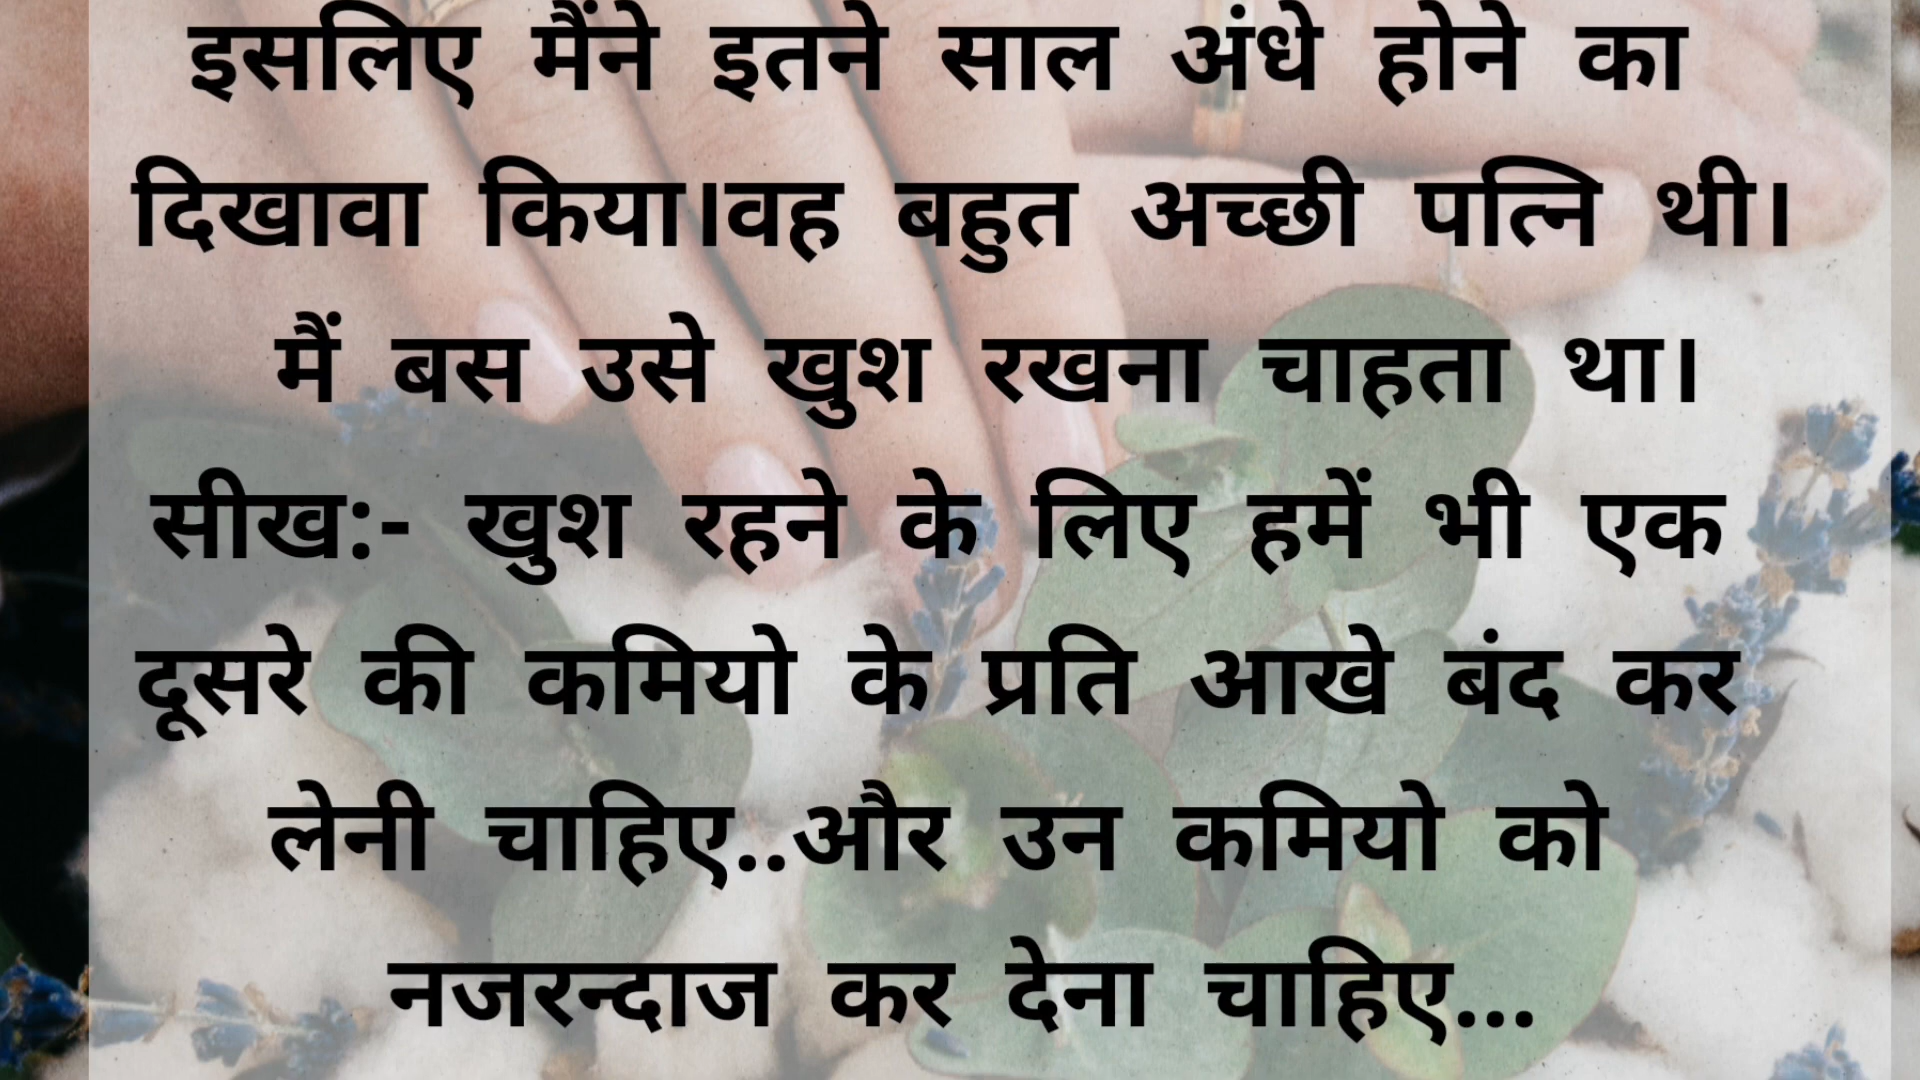 इसलिए मैंने इतने साल अंधे होने का
दिखावा किया।वह बहुत अच्छी पत्नि थी।
मैं बस उसे खुश रखना चाहता था।
सीख:- खुश रहने के लिए हमें भी एक
दूसरे की कमियो के प्रति आखे बंद कर
लेनी चाहिए..और उन कमियो को
नजरन्दाज कर देना चाहिए...